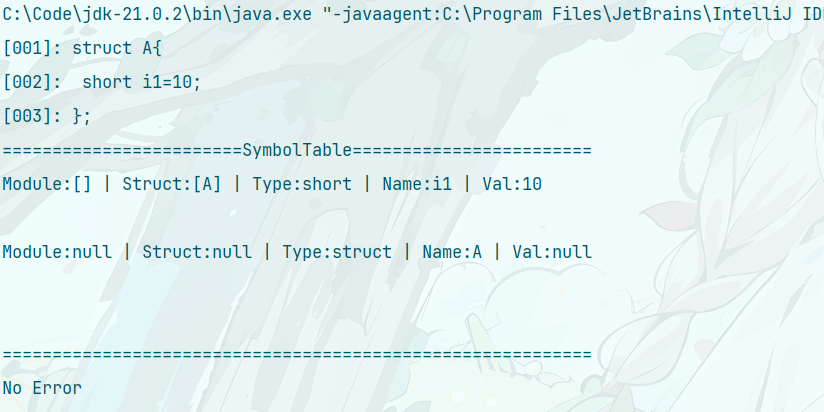 C:\Code\jdk-21.0.2\bin\java.exe "-javaagent:C:\Program Files\JetBrains\IntelliJ
[001]: struct A{
[002]:  short i1=10;
[003]: };
========================SymbolTable========================
Module:[] | Struct:[A] | Type:short | Name:i1 | Val:10
Module:null | Struct:null | Type:struct | Name:A | Val:null
===========================================================
No Error